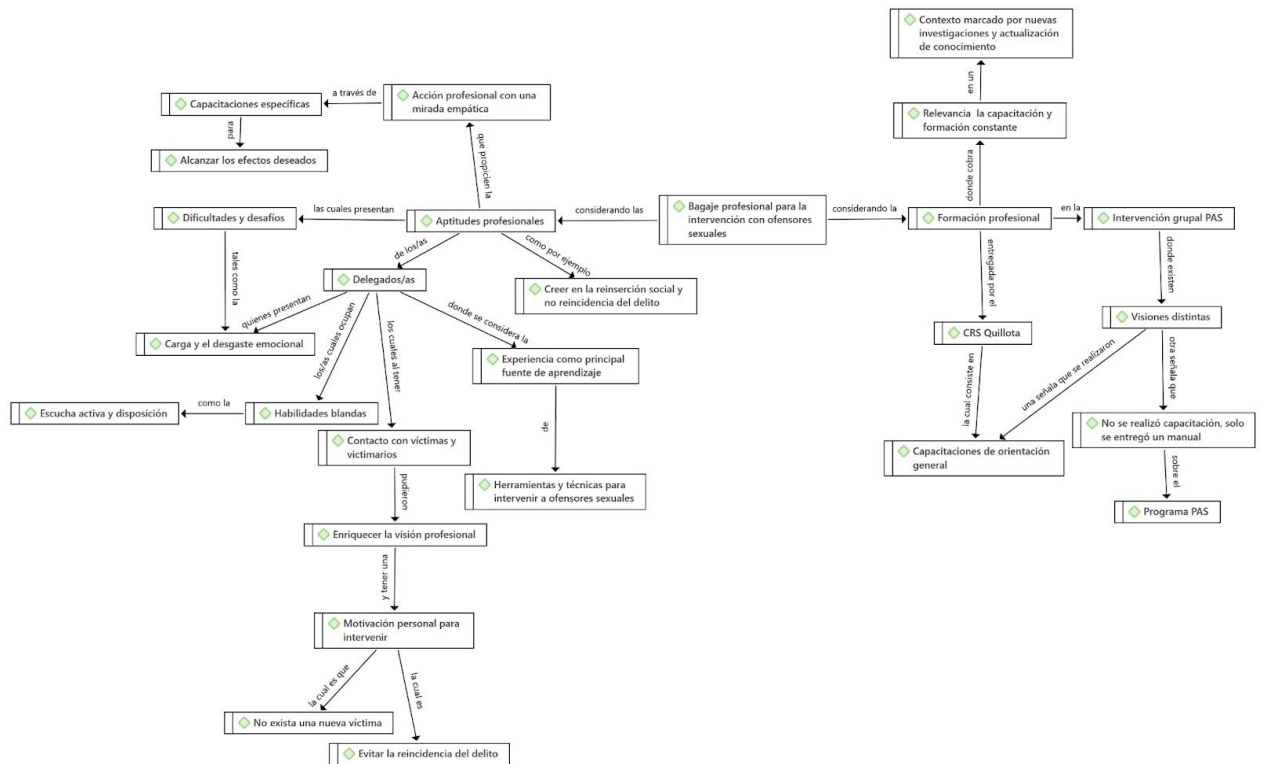 Contexto marcado por nuevas
investigaciones y actualización
de conocimiento
en un
Acción profesional con una
mirada empática
a través de
Capacitaciones específicas
para
Alcanzar los efectos deseados
Relevancia la capacitación y
formación constante
que propicien la
donde cobra
Dificultades y desafíos
las cuales presentan
Aptitudes profesionales
considerando las
Bagaje profesional para la
intervención con ofensores
sexuales
considerando la
Formación profesional
en la
Intervención grupal PAS
tales como la
de los/as
como por ejemplo
entregada por el
donde existen
Delegados/as
Creer en la reinserción social y
no reincidencia del delito
quienes presentan
los/as cuales ocupan
los cuales al tener
donde se considera la
Carga y el desgaste emocional
Experiencia como principal
fuente de aprendizaje
CRS Quillota
Visiones distintas
la cual consiste en
una señala que se realizaron
otra señala que
Escucha activa y disposición
como la
Habilidades blandas
de
Contacto con víctimas y
victimarios
Capacitaciones de orientación
general
No se realizó capacitación, solo
se entregó un manual
pudieron
Herramientas y técnicas para
intervenir a ofensores sexuales
sobre el
Programa PAS
Enriquecer la visión profesional
y tener una
Motivación personal para
intervenir
la cual es que
la cual es
No exista una nueva víctima
Evitar la reincidencia del delito